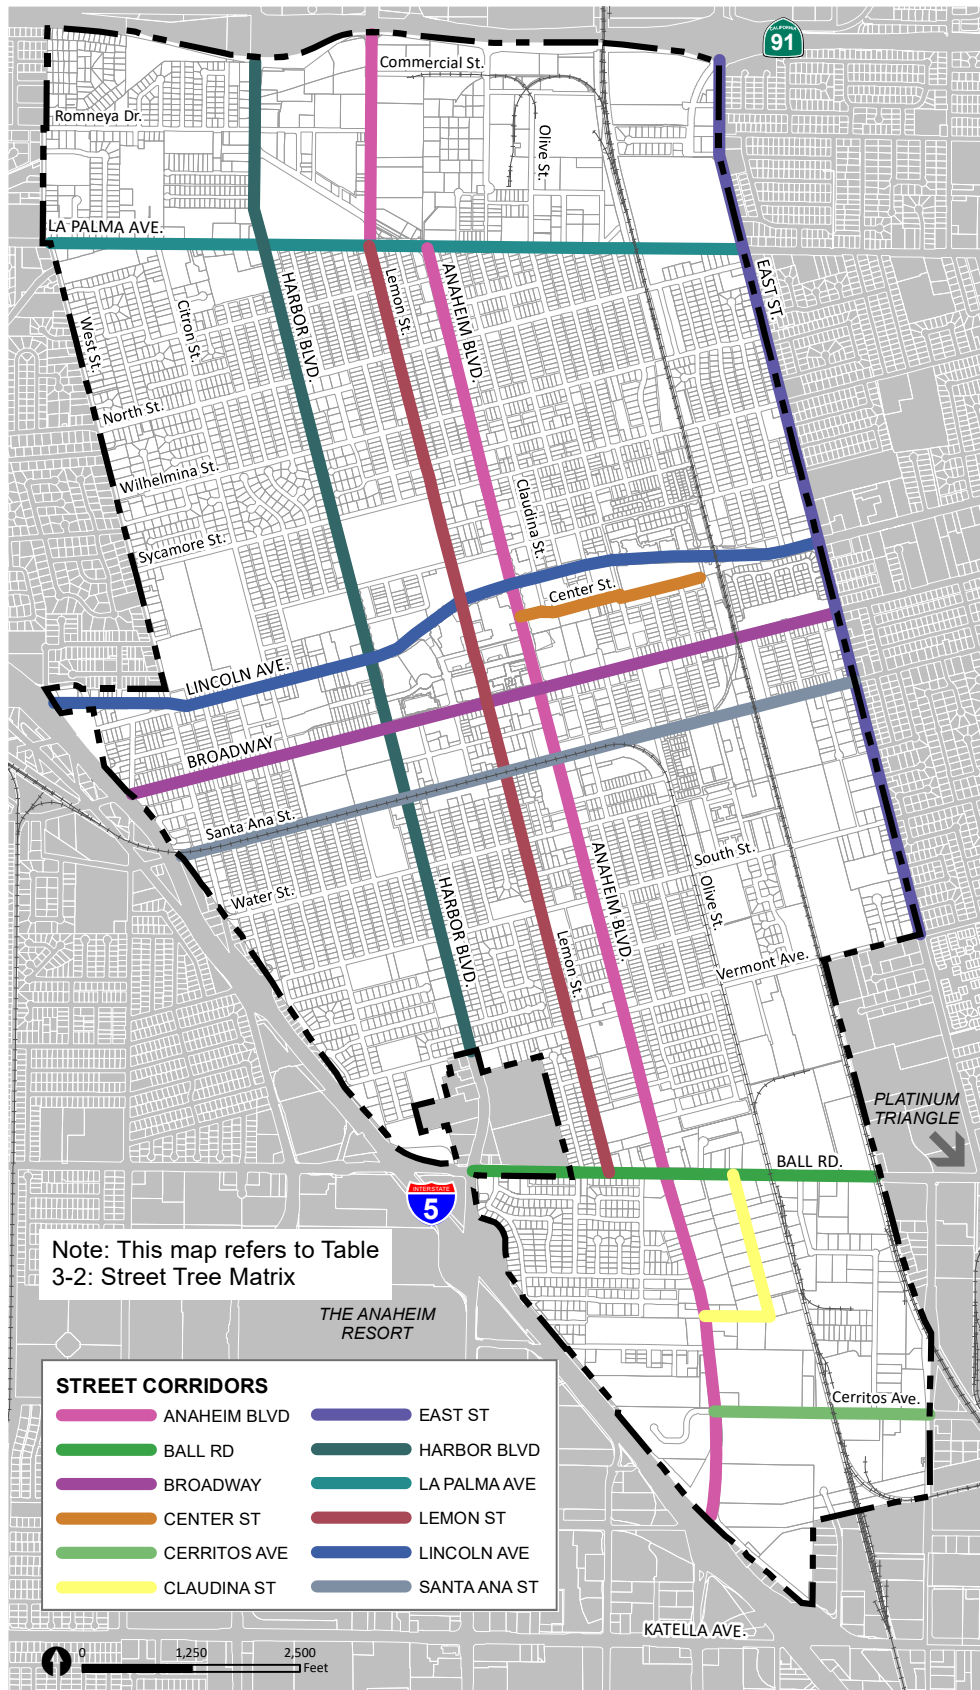 CALIFORNIA
91
Commercial St.
Romneya Dr.
Olive St.
LA PALMA AVE.
EAST ST.
HARBOR BLVD.
Lemon St.
ANAHEIM BLVD.
Citron St.
West St.
North St.
Wilhelmina St.
Claudina St.
Sycamore St.
Center St.
LINCOLN AVE.
BROADWAY
Santa Ana St.
South St.
ANAHEIM BLVD.
Olive St.
HARBOR BLVD.
Water St.
Lemon St.
Vermont Ave.
PLATINUM
TRIANGLE
BALL RD.
INTERSTATE
5
Note: This map refers to Table
3-2: Street Tree Matrix
THE ANAHEIM
RESORT
Cerritos Ave.
STREET CORRIDORS
ANAHEIM BLVD
BALL RD
BROADWAY
CENTER ST
CERRITOS AVE
CLAUDINA ST
EAST ST
HARBOR BLVD
LA PALMA AVE
LEMON ST
LINCOLN AVE
SANTA ANA ST
KATELLA AVE.
0 1,250 2,500
Feet